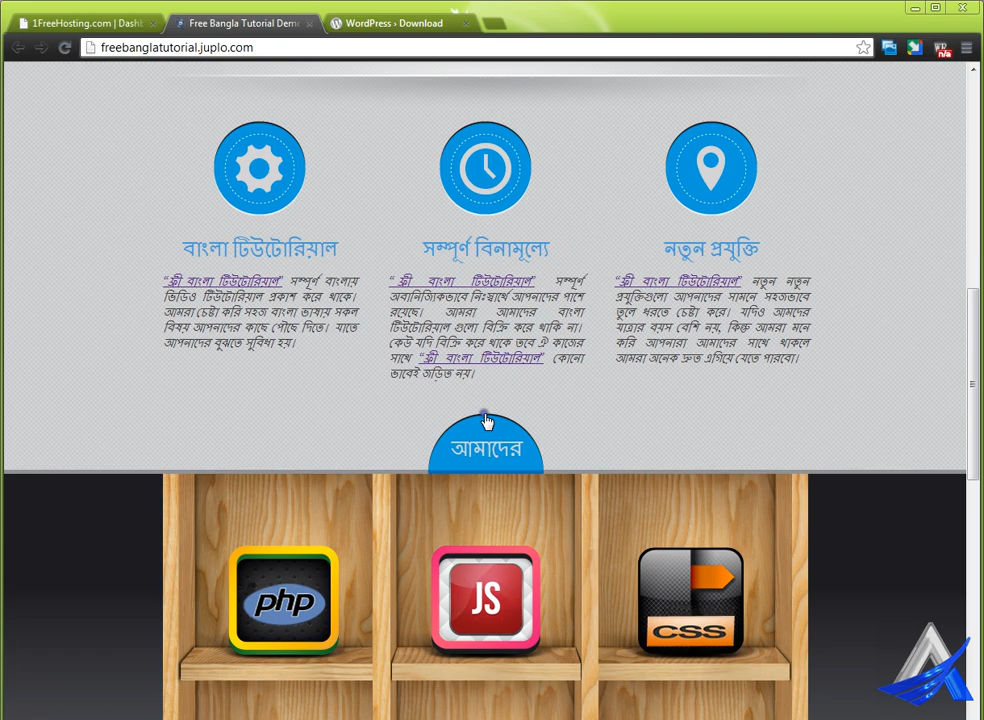 1FreeHosting.com | Dashl
Free Bangla Tutorial Dem
WordPress › Download
freebanglatutorial.juplo.com
n/a
বাংলা টিউটোরিয়াল
সম্পূর্ণ বিনামূল্যে
নতুন প্রযুক্তি
“ফ্রী বাংলা টিউটোরিয়াল” সম্পূর্ণ বাংলায়
ভিডিও টিউটোরিয়াল প্রকাশ করে থাকে।
আমরা চেষ্টা করি সহজ বাংলা ভাষায় সকল
বিষয় আপনাদের কাছে পৌছে দিতে। যাতে
আপনাদের বুঝতে সুবিধা হয়।
“ফ্রী বাংলা টিউটোরিয়াল” সম্পূর্ণ
অবানিজ্যিকভাবে নিঃস্বার্থে আপনাদের পাশে
রয়েছে। আমরা আমাদের বাংলা
টিউটোরিয়াল গুলো বিক্রি করে থাকি না।
কেউ যদি বিক্রি করে থাকে তবে ঐ কাজের
সাথে “ফ্রী বাংলা টিউটোরিয়াল” কোনো
ভাবেই জড়িত নয়।
“ফ্রী বাংলা টিউটোরিয়াল” নতুন নতুন
প্রযুক্তিগুলো আপনাদের সামনে সহজভাবে
তুলে ধরতে চেষ্টা করে। যদিও আমদের
যাত্রার বয়স বেশি নয়, কিন্তু আমরা মনে
করি আপনারা আমাদের সাথে থাকলে
আমরা অনেক দ্রুত এগিয়ে যেতে পারবো।
আমাদের
php
JS
CSS